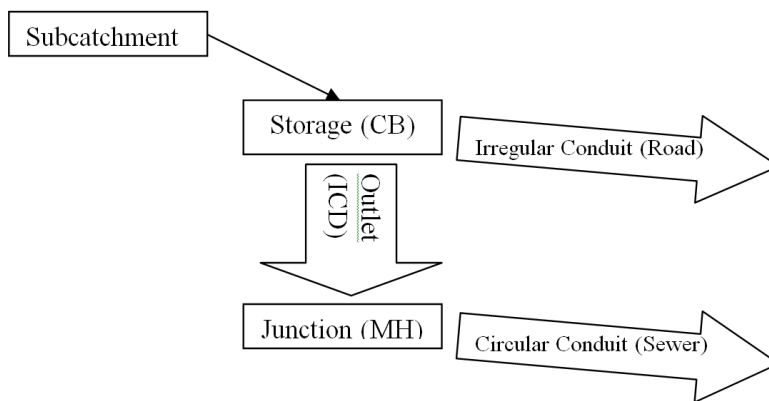 Subcatchment
Storage (CB)
Irregular Conduit (Road)
Outlet
(ICD)
Junction (MH)
Circular Conduit (Sewer)